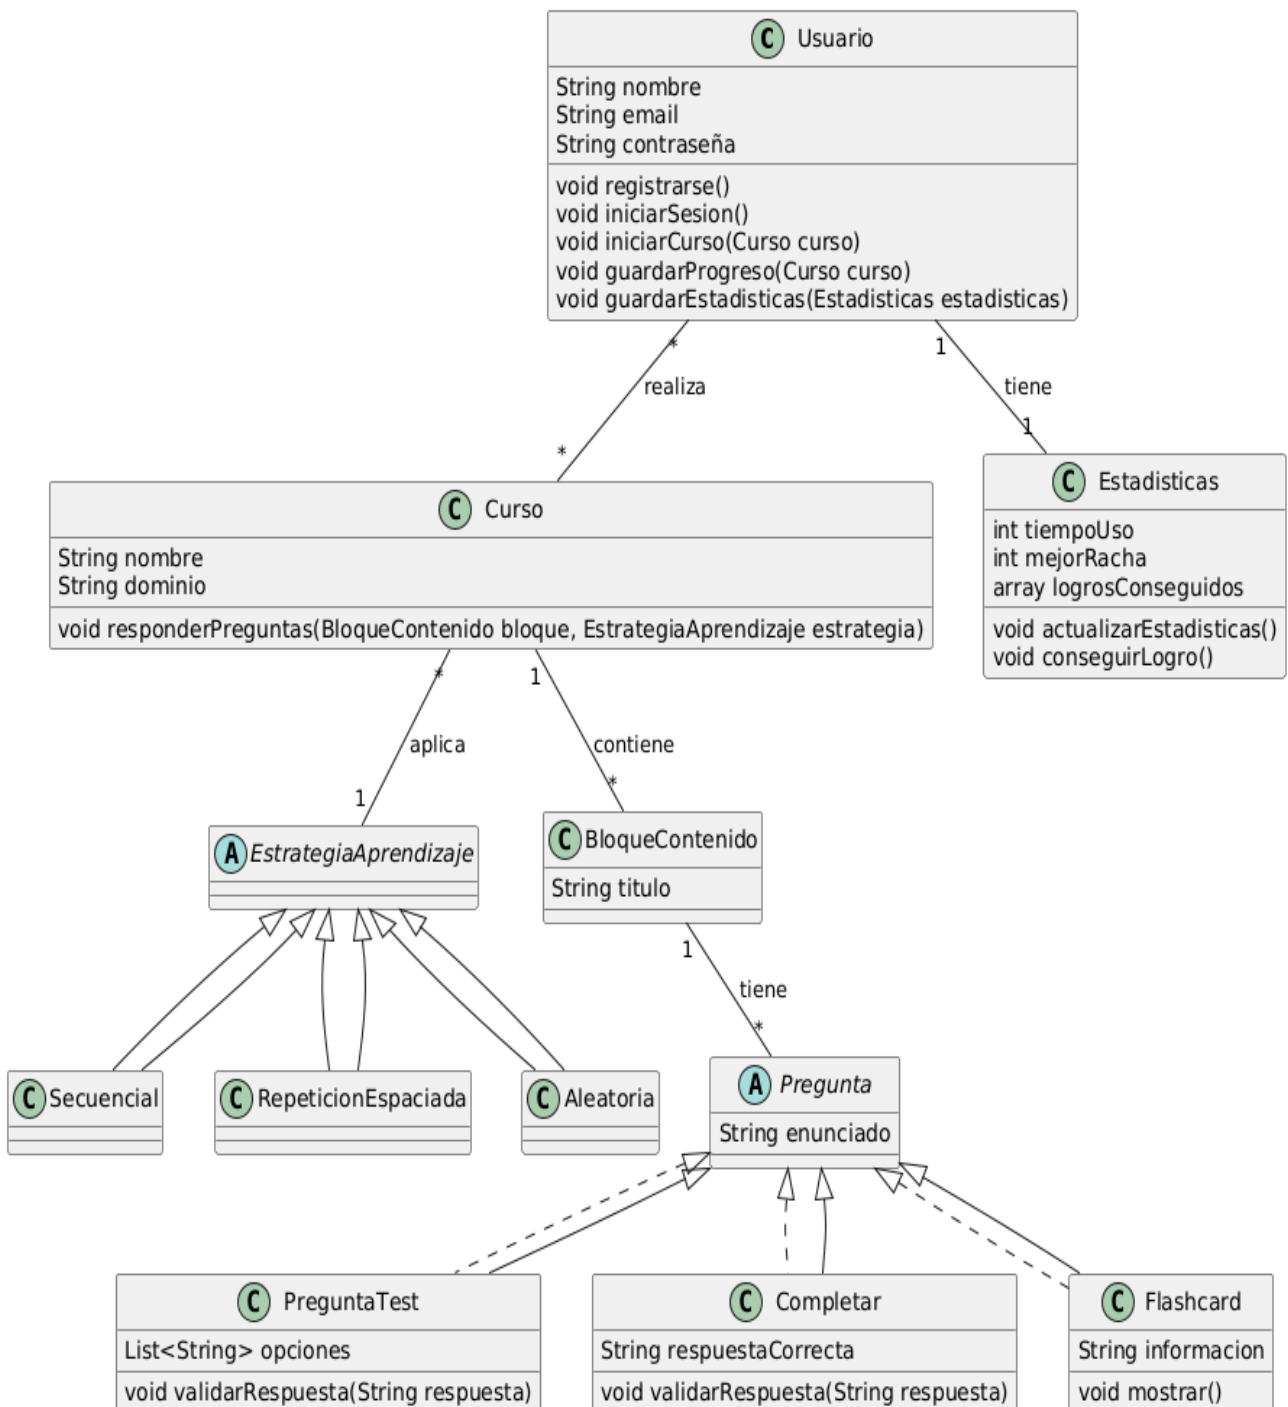 C Usuario
String nombre
String email
String contraseña
void registrarse()
void iniciarSesion()
void iniciarCurso(Curso curso)
void guardarProgreso(Curso curso)
void guardarEstadisticas(Estadisticas estadisticas)
*
1
realiza
tiene
*
1
C Curso
String nombre
String dominio
void responderPreguntas(BloqueContenido bloque, EstrategiaAprendizaje estrategia)
C Estadisticas
int tiempoUso
int mejorRacha
array logrosConseguidos
void actualizarEstadisticas()
void conseguirLogro()
*
1
aplica
contiene
1
*
A EstrategiaAprendizaje
C BloqueContenido
String titulo
1
tiene
*
C Secuencial
C RepeticionEspaciada
C Aleatoria
A Pregunta
String enunciado
C PreguntaTest
List<String> opciones
void validarRespuesta(String respuesta)
C Completar
String respuestaCorrecta
void validarRespuesta(String respuesta)
C Flashcard
String informacion
void mostrar()